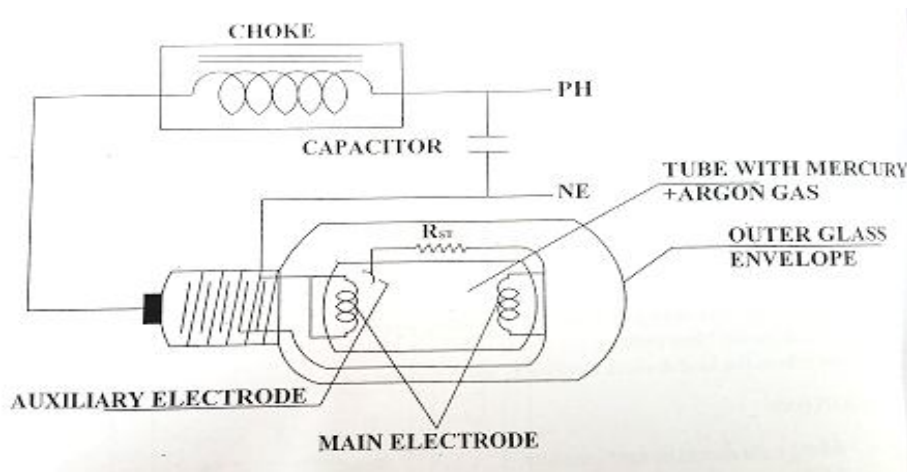 CHOKE
PH
CAPACITOR
TUBE WITH MERCURY
+ARGON GAS
NE
RST
OUTER GLASS
ENVELOPE
AUXILIARY ELECTRODE
MAIN ELECTRODE